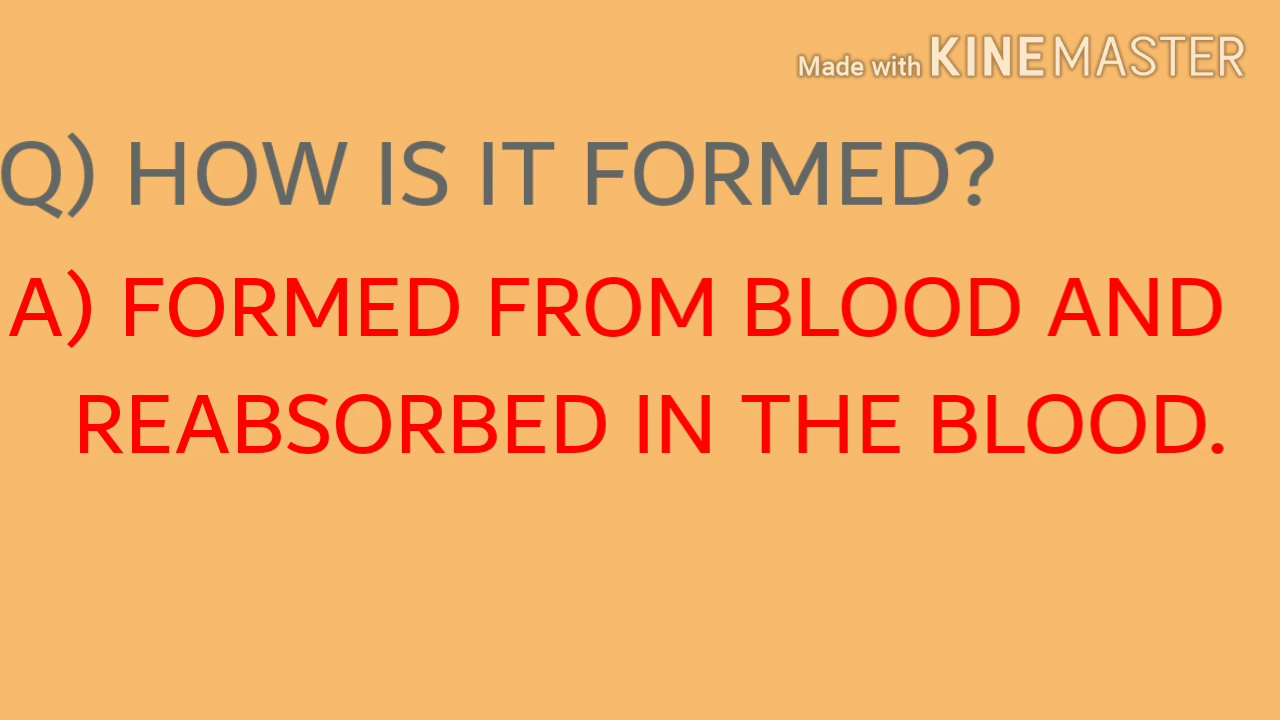 Made with KINEMASTER
Q) HOW IS IT FORMED?
A) FORMED FROM BLOOD AND
REABSORBED IN THE BLOOD.